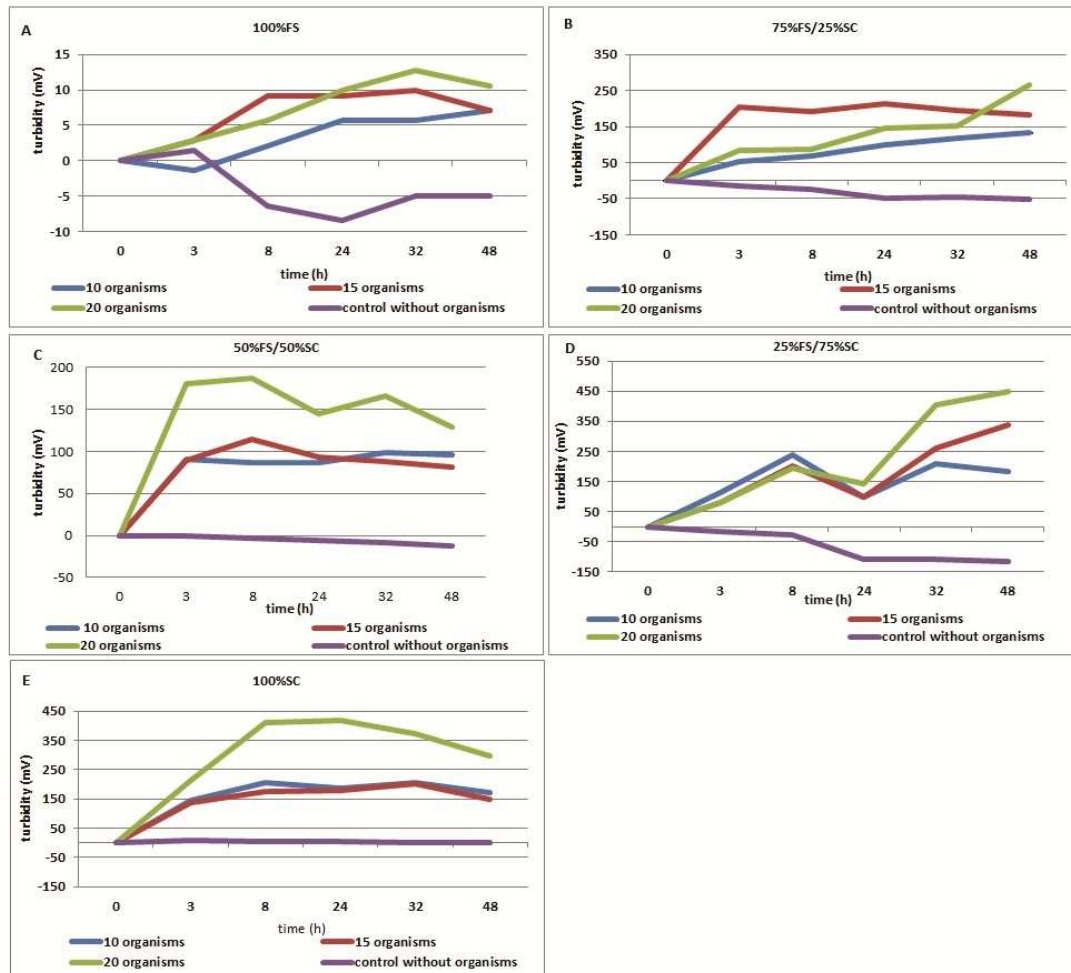 A
100%FS
turbidity (mV)
15
10
5
0
-5
-10
0 3 8 24 32 48
time (h)
10 organisms 15 organisms
20 organisms control without organisms
B
75%FS/25%SC
turbidity (mV)
350
250
150
50
-50
-150
0 3 8 24 32 48
time (h)
10 organisms 15 organisms
20 organisms control without organisms
C
50%FS/50%SC
turbidity (mV)
200
150
100
50
0
-50
0 3 8 24 32 48
time (h)
10 organisms 15 organisms
20 organisms control without organisms
D
25%FS/75%SC
turbidity (mV)
550
450
350
250
150
50
-50
-150
0 3 8 24 32 48
time (h)
10 organisms 15 organisms
20 organisms control without organisms
E
100%SC
turbidity (mV)
450
350
250
150
50
-50
-150
0 3 8 24 32 48
time (h)
10 organisms 15 organisms
20 organisms control without organisms